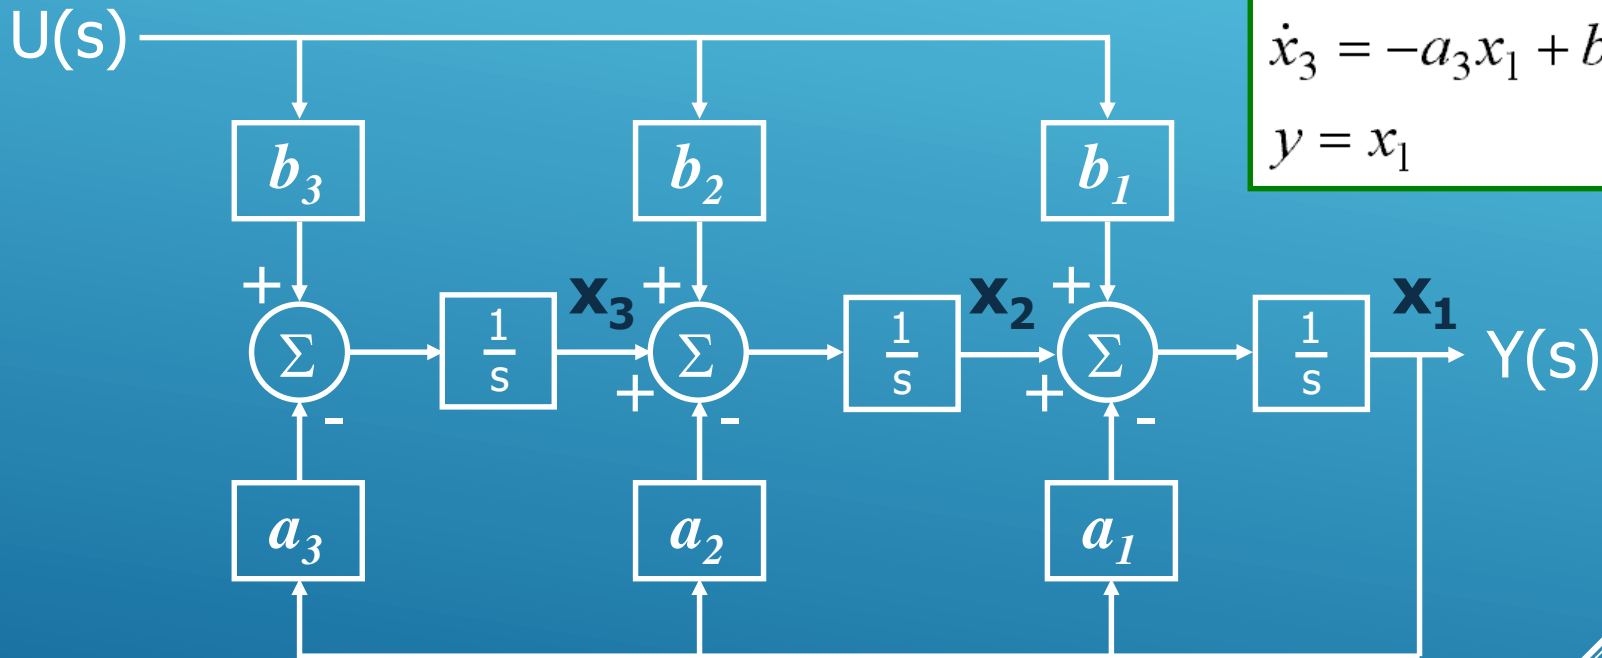 U(s)
ẋ₃ = −a₃x₁ + b
y = x₁
b₃ b₂ b₁
+ x₃ + x₂ + x₁
Σ 1/s Σ 1/s Σ 1/s Y(s)
+ +
- - -
a₃ a₂ a₁